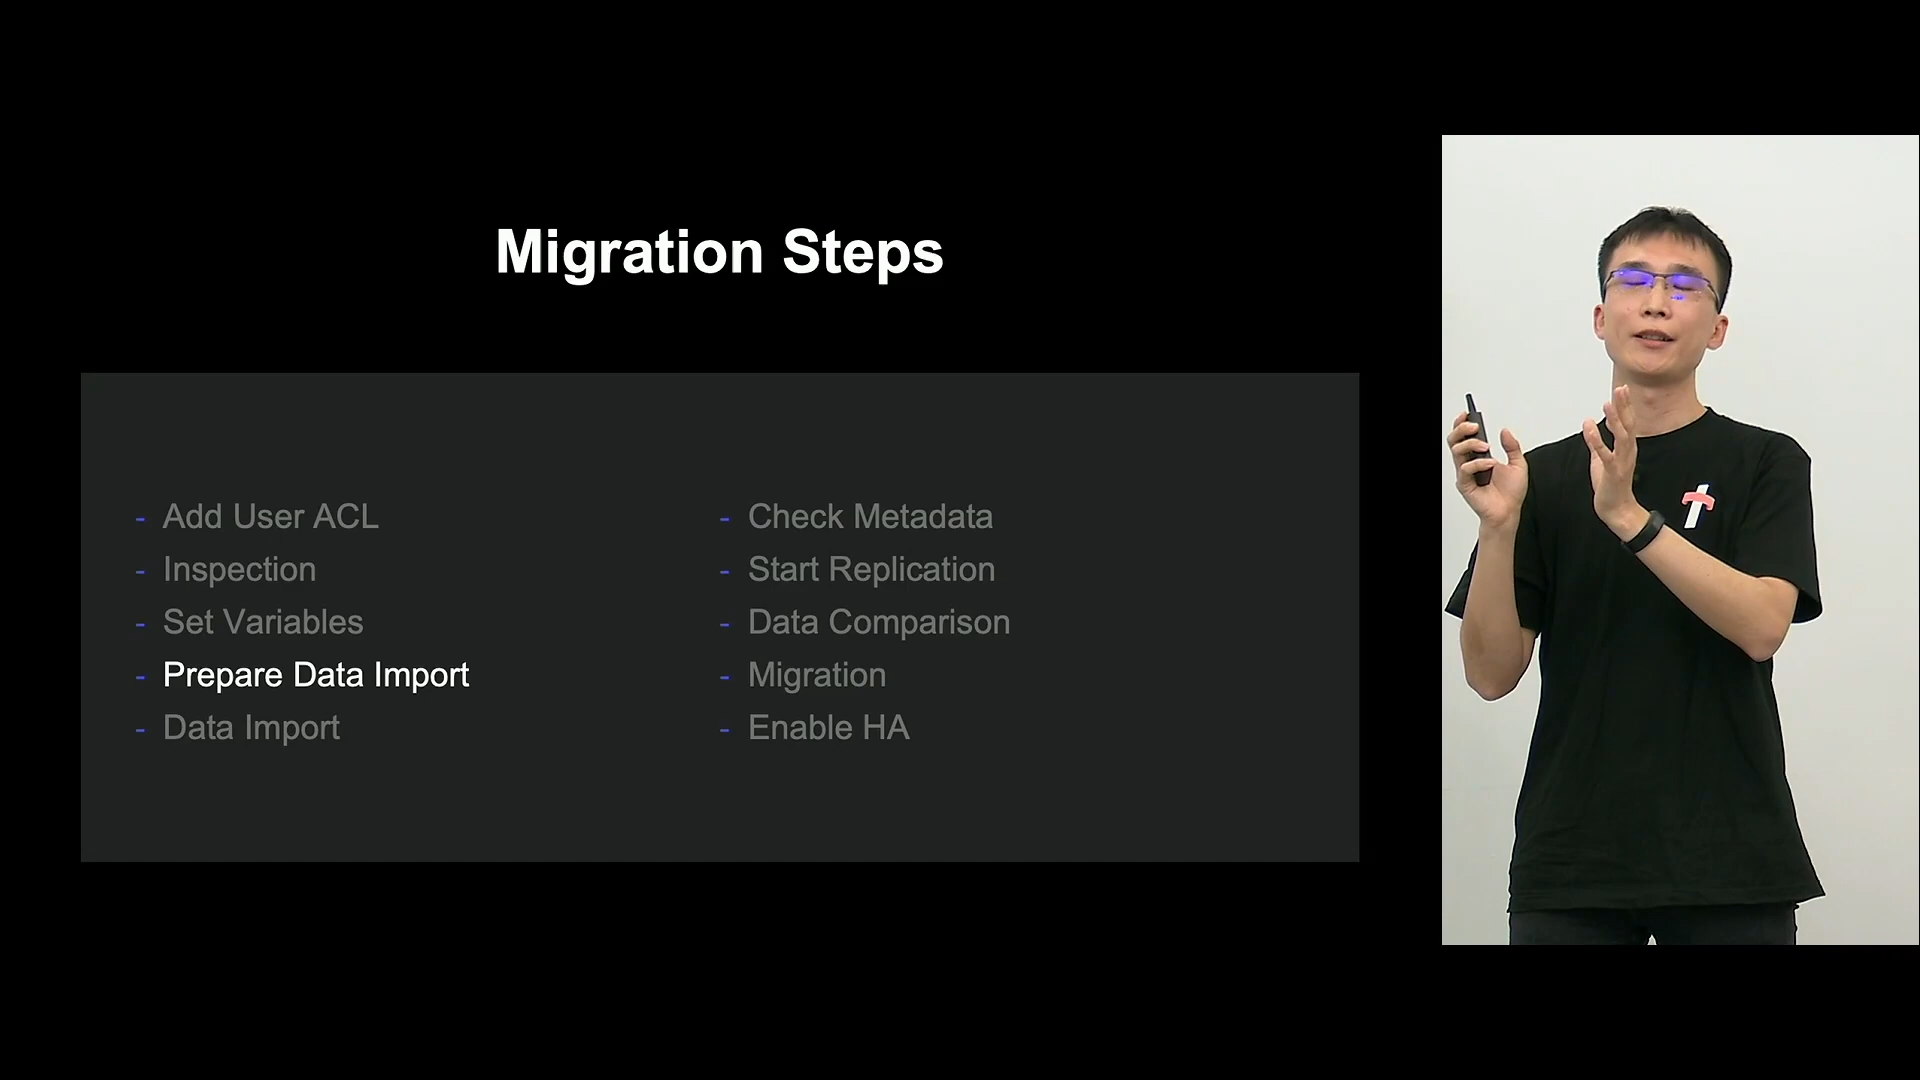 Migration Steps
- Add User ACL
- Inspection
- Set Variables
- Prepare Data Import
- Data Import
- Check Metadata
- Start Replication
- Data Comparison
- Migration
- Enable HA